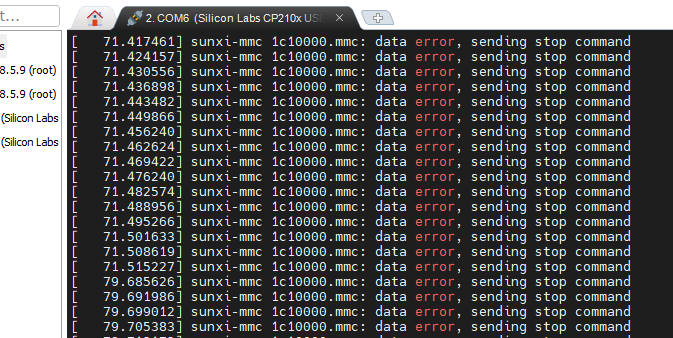 t...
2. COM6 (Silicon Labs CP210x US
s
8.5.9 (root)
8.5.9 (root)
(Silicon Labs
(Silicon Labs
[ 71.417461] sunxi-mmc 1c10000.mmc: data error, sending stop command
[ 71.424157] sunxi-mmc 1c10000.mmc: data error, sending stop command
[ 71.430556] sunxi-mmc 1c10000.mmc: data error, sending stop command
[ 71.436898] sunxi-mmc 1c10000.mmc: data error, sending stop command
[ 71.443482] sunxi-mmc 1c10000.mmc: data error, sending stop command
[ 71.449866] sunxi-mmc 1c10000.mmc: data error, sending stop command
[ 71.456240] sunxi-mmc 1c10000.mmc: data error, sending stop command
[ 71.462624] sunxi-mmc 1c10000.mmc: data error, sending stop command
[ 71.469422] sunxi-mmc 1c10000.mmc: data error, sending stop command
[ 71.476240] sunxi-mmc 1c10000.mmc: data error, sending stop command
[ 71.482574] sunxi-mmc 1c10000.mmc: data error, sending stop command
[ 71.488956] sunxi-mmc 1c10000.mmc: data error, sending stop command
[ 71.495266] sunxi-mmc 1c10000.mmc: data error, sending stop command
[ 71.501633] sunxi-mmc 1c10000.mmc: data error, sending stop command
[ 71.508619] sunxi-mmc 1c10000.mmc: data error, sending stop command
[ 71.515227] sunxi-mmc 1c10000.mmc: data error, sending stop command
[ 79.685626] sunxi-mmc 1c10000.mmc: data error, sending stop command
[ 79.691986] sunxi-mmc 1c10000.mmc: data error, sending stop command
[ 79.699012] sunxi-mmc 1c10000.mmc: data error, sending stop command
[ 79.705383] sunxi-mmc 1c10000.mmc: data error, sending stop command